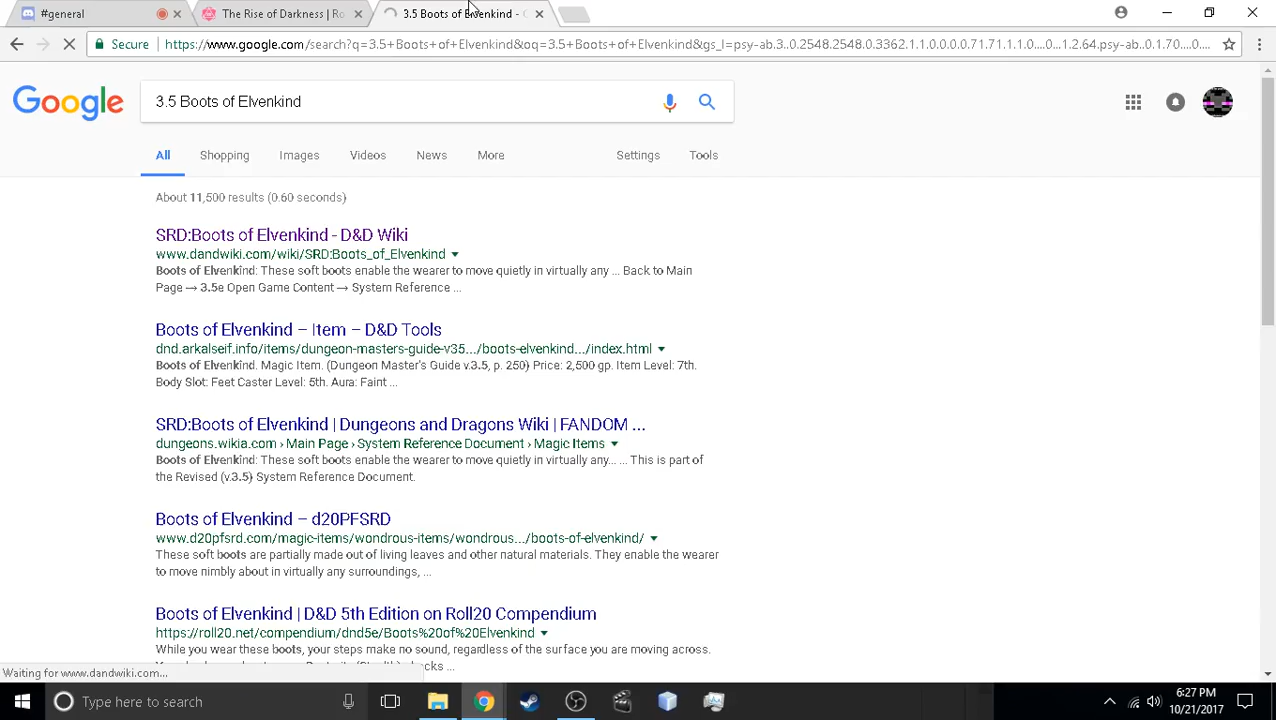 #general
The Rise of Darkness | Ro
3.5 Boots of Elvenkind -
Secure
https://www.google.com/search?q=3.5+Boots+of+Elvenkind&oq=3.5+Boots+of+Elvenkind&gs_l=psy-ab.3..0.2548.2548.0.3362.1.1.0.0.0.0.71.71.1.1.0....0...1.2.64.psy-ab..0.1.70....0....
Google
3.5 Boots of Elvenkind
All Shopping Images Videos News More Settings Tools
About 11,500 results (0.60 seconds)
SRD:Boots of Elvenkind - D&D Wiki
www.dandwiki.com/wiki/SRD:Boots_of_Elvenkind
Boots of Elvenkind: These soft boots enable the wearer to move quietly in virtually any ... Back to Main
Page → 3.5e Open Game Content → System Reference ...
Boots of Elvenkind – Item – D&D Tools
dnd.arkalseif.info/items/dungeon-masters-guide-v35.../boots-elvenkind.../index.html
Boots of Elvenkind. Magic Item. (Dungeon Master's Guide v.3.5, p. 250) Price: 2,500 gp. Item Level: 7th.
Body Slot: Feet Caster Level: 5th. Aura: Faint ...
SRD:Boots of Elvenkind | Dungeons and Dragons Wiki | FANDOM ...
dungeons.wikia.com › Main Page › System Reference Document › Magic Items
Boots of Elvenkind: These soft boots enable the wearer to move quietly in virtually any... ... This is part of
the Revised (v.3.5) System Reference Document.
Boots of Elvenkind – d20PFSRD
www.d20pfsrd.com/magic-items/wondrous-items/wondrous.../boots-of-elvenkind/
These soft boots are partially made out of living leaves and other natural materials. They enable the wearer
to move nimbly about in virtually any surroundings, ...
Boots of Elvenkind | D&D 5th Edition on Roll20 Compendium
https://roll20.net/compendium/dnd5e/Boots%20of%20Elvenkind
While you wear these boots, your steps make no sound, regardless of the surface you are moving across.
Waiting for www.dandwiki.com...
Type here to search
6:27 PM
10/21/2017